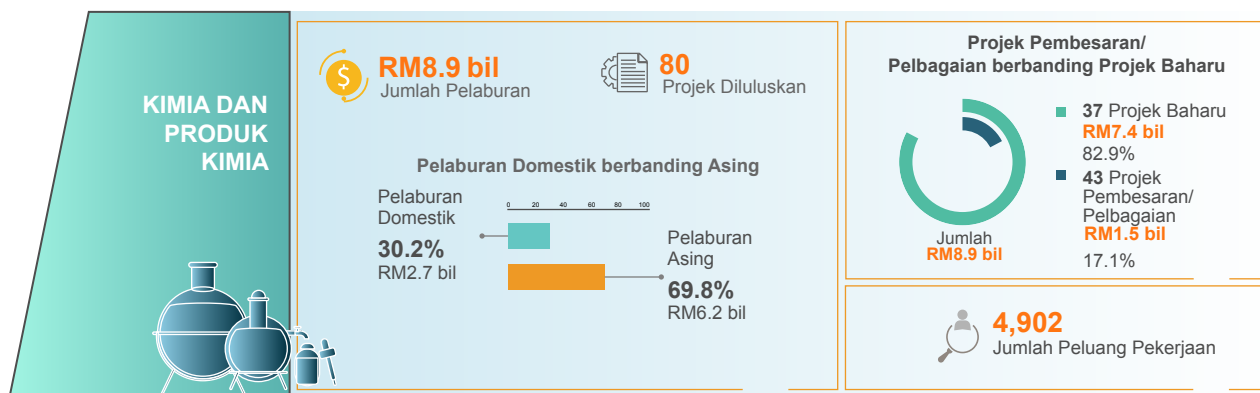 KIMIA DAN
PRODUK
KIMIA
$
RM8.9 bil
Jumlah Pelaburan
80
Projek Diluluskan
Pelaburan Domestik berbanding Asing
Pelaburan
Domestik
30.2%
RM2.7 bil
0 20 40 60 80 100
Pelaburan
Asing
69.8%
RM6.2 bil
Projek Pembesaran/
Pelbagaian berbanding Projek Baharu
Jumlah
RM8.9 bil
37 Projek Baharu
RM7.4 bil
82.9%
43 Projek
Pembesaran/
Pelbagaian
RM1.5 bil
17.1%
4,902
Jumlah Peluang Pekerjaan